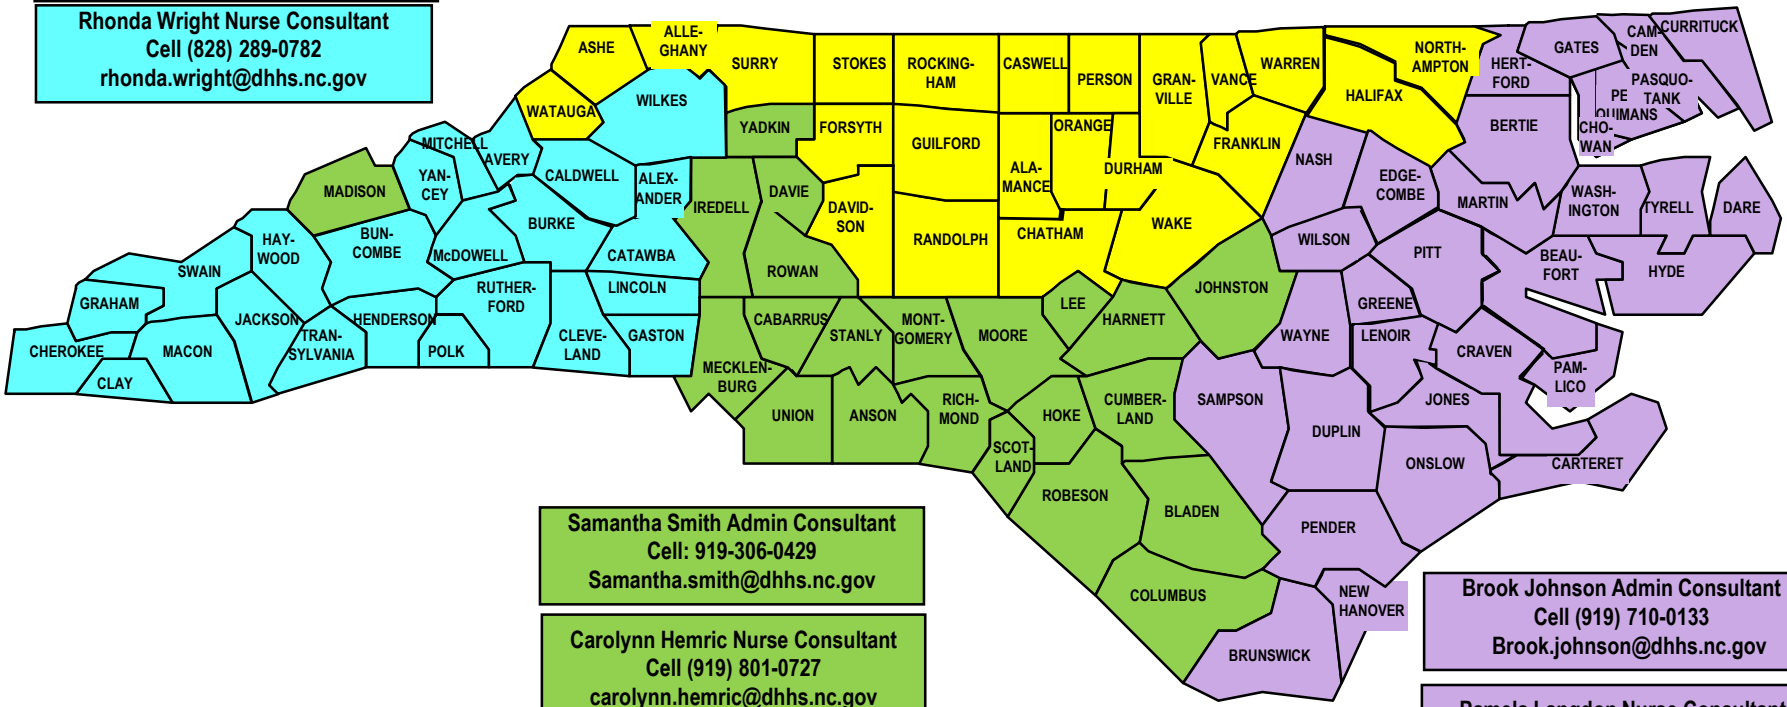 Rhonda Wright Nurse Consultant
Cell (828) 289-0782
rhonda.wright@dhhs.nc.gov
ASHE
ALLE-
GHANY
SURRY
STOKES
ROCKING-
HAM
CASWELL
PERSON
GRAN-
VILLE
VANCE
WARREN
NORTH-
AMPTON
HALIFAX
HERT-
FORD
GATES
CAM-
DEN
CURRITUCK
PASQUO-
TANK
PE
QUIMANS
CHO-
WAN
BERTIE
WATAUGA
WILKES
YADKIN
FORSYTH
GUILFORD
ALA-
MANCE
ORANGE
DURHAM
FRANKLIN
NASH
EDGE-
COMBE
MARTIN
WASH-
INGTON
TYRELL
DARE
MITCHELL
AVERY
YAN-
CEY
CALDWELL
ALEX-
ANDER
MADISON
IREDELL
DAVIE
DAVID-
SON
RANDOLPH
CHATHAM
WAKE
WILSON
PITT
BEAU-
FORT
HYDE
HAY-
WOOD
BUN-
COMBE
McDOWELL
BURKE
CATAWBA
ROWAN
SWAIN
GRAHAM
JACKSON
TRAN-
SYLVANIA
HENDERSON
POLK
RUTHER-
FORD
CLEVE-
LAND
LINCOLN
GASTON
CHEROKEE
CLAY
MACON
MECKLEN-
BURG
CABARRUS
STANLY
MONT-
GOMERY
MOORE
LEE
HARNETT
JOHNSTON
WAYNE
GREENE
LENOIR
CRAVEN
PAM-
LICO
JONES
UNION
ANSON
RICH-
MOND
SCOT-
LAND
HOKE
CUMBER-
LAND
SAMPSON
DUPLIN
ONSLOW
CARTERET
ROBESON
BLADEN
PENDER
COLUMBUS
NEW
HANOVER
BRUNSWICK
Samantha Smith Admin Consultant
Cell: 919-306-0429
Samantha.smith@dhhs.nc.gov
Carolynn Hemric Nurse Consultant
Cell (919) 801-0727
carolynn.hemric@dhhs.nc.gov
Brook Johnson Admin Consultant
Cell (919) 710-0133
Brook.johnson@dhhs.nc.gov
Pamela Langdon Nurse Consultant